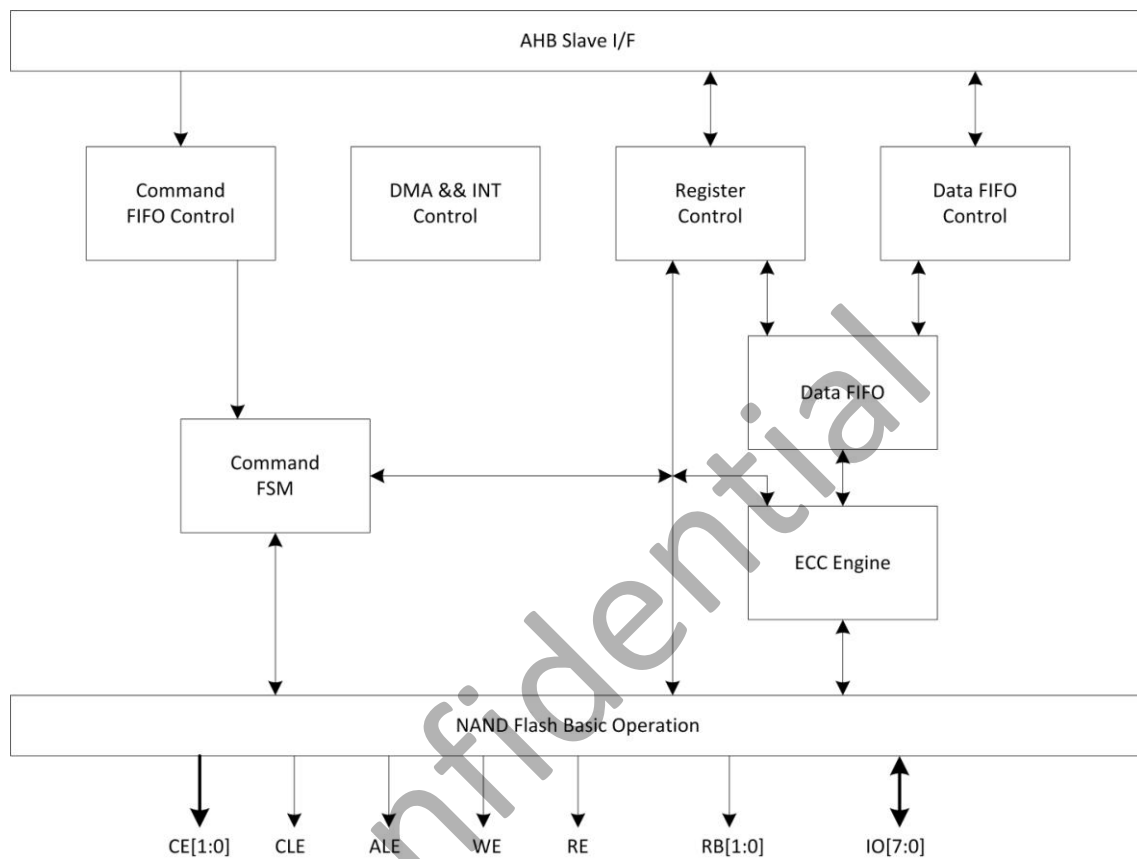 AHB Slave I/F
Command
FIFO Control
DMA && INT
Control
Register
Control
Data FIFO
Control
Data FIFO
Command
FSM
ECC Engine
NAND Flash Basic Operation
CE[1:0]
CLE
ALE
WE
RE
RB[1:0]
IO[7:0]
nfidential